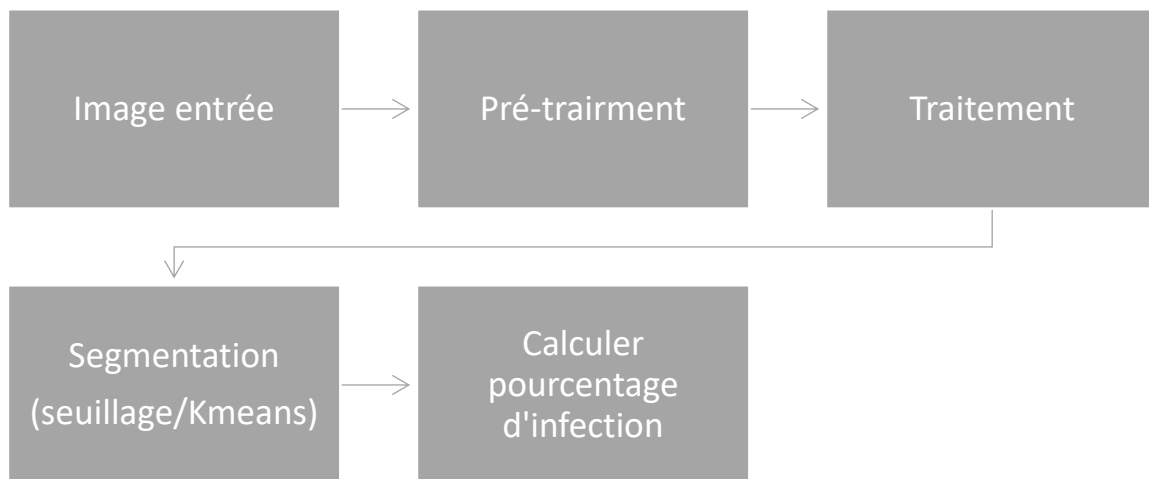 Image entrée
Pré-trairment
Traitement
Segmentation
(seuillage/Kmeans)
Calculer
pourcentage
d'infection